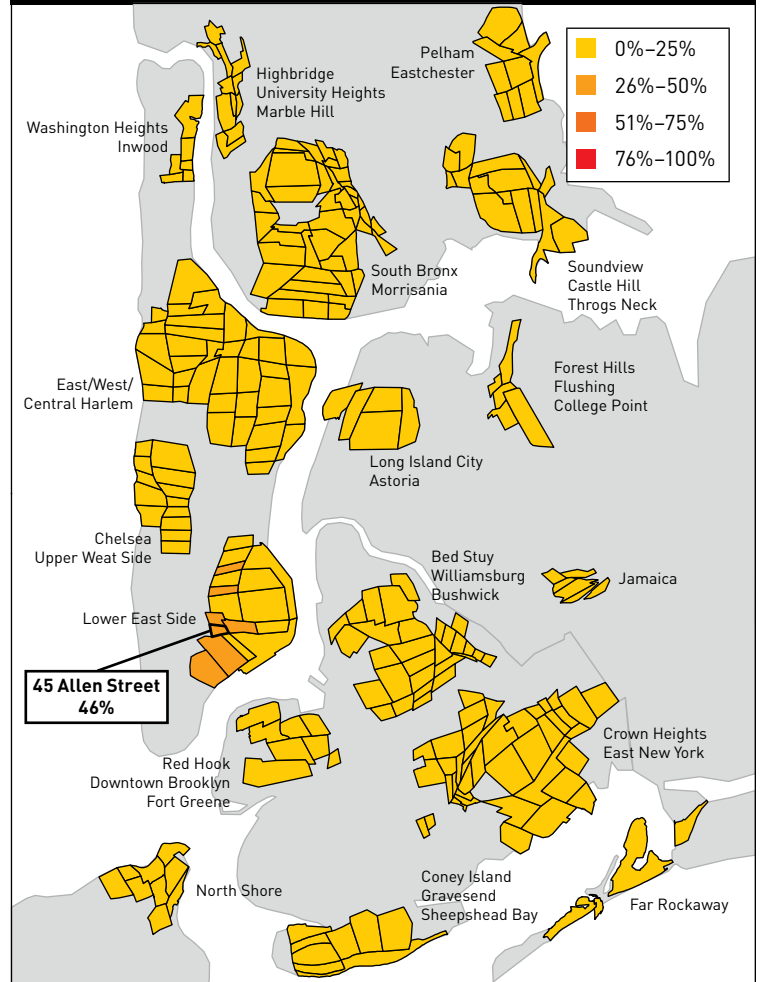 Pelham
Eastchester
0%–25%
26%–50%
51%–75%
76%–100%
Highbridge
University Heights
Marble Hill
Washington Heights
Inwood
South Bronx
Morrisania
Soundview
Castle Hill
Throgs Neck
East/West/
Central Harlem
Forest Hills
Flushing
College Point
Long Island City
Astoria
Chelsea
Upper Weat Side
Bed Stuy
Williamsburg
Bushwick
Jamaica
Lower East Side
45 Allen Street
46%
Red Hook
Downtown Brooklyn
Fort Greene
Crown Heights
East New York
North Shore
Coney Island
Gravesend
Sheepshead Bay
Far Rockaway